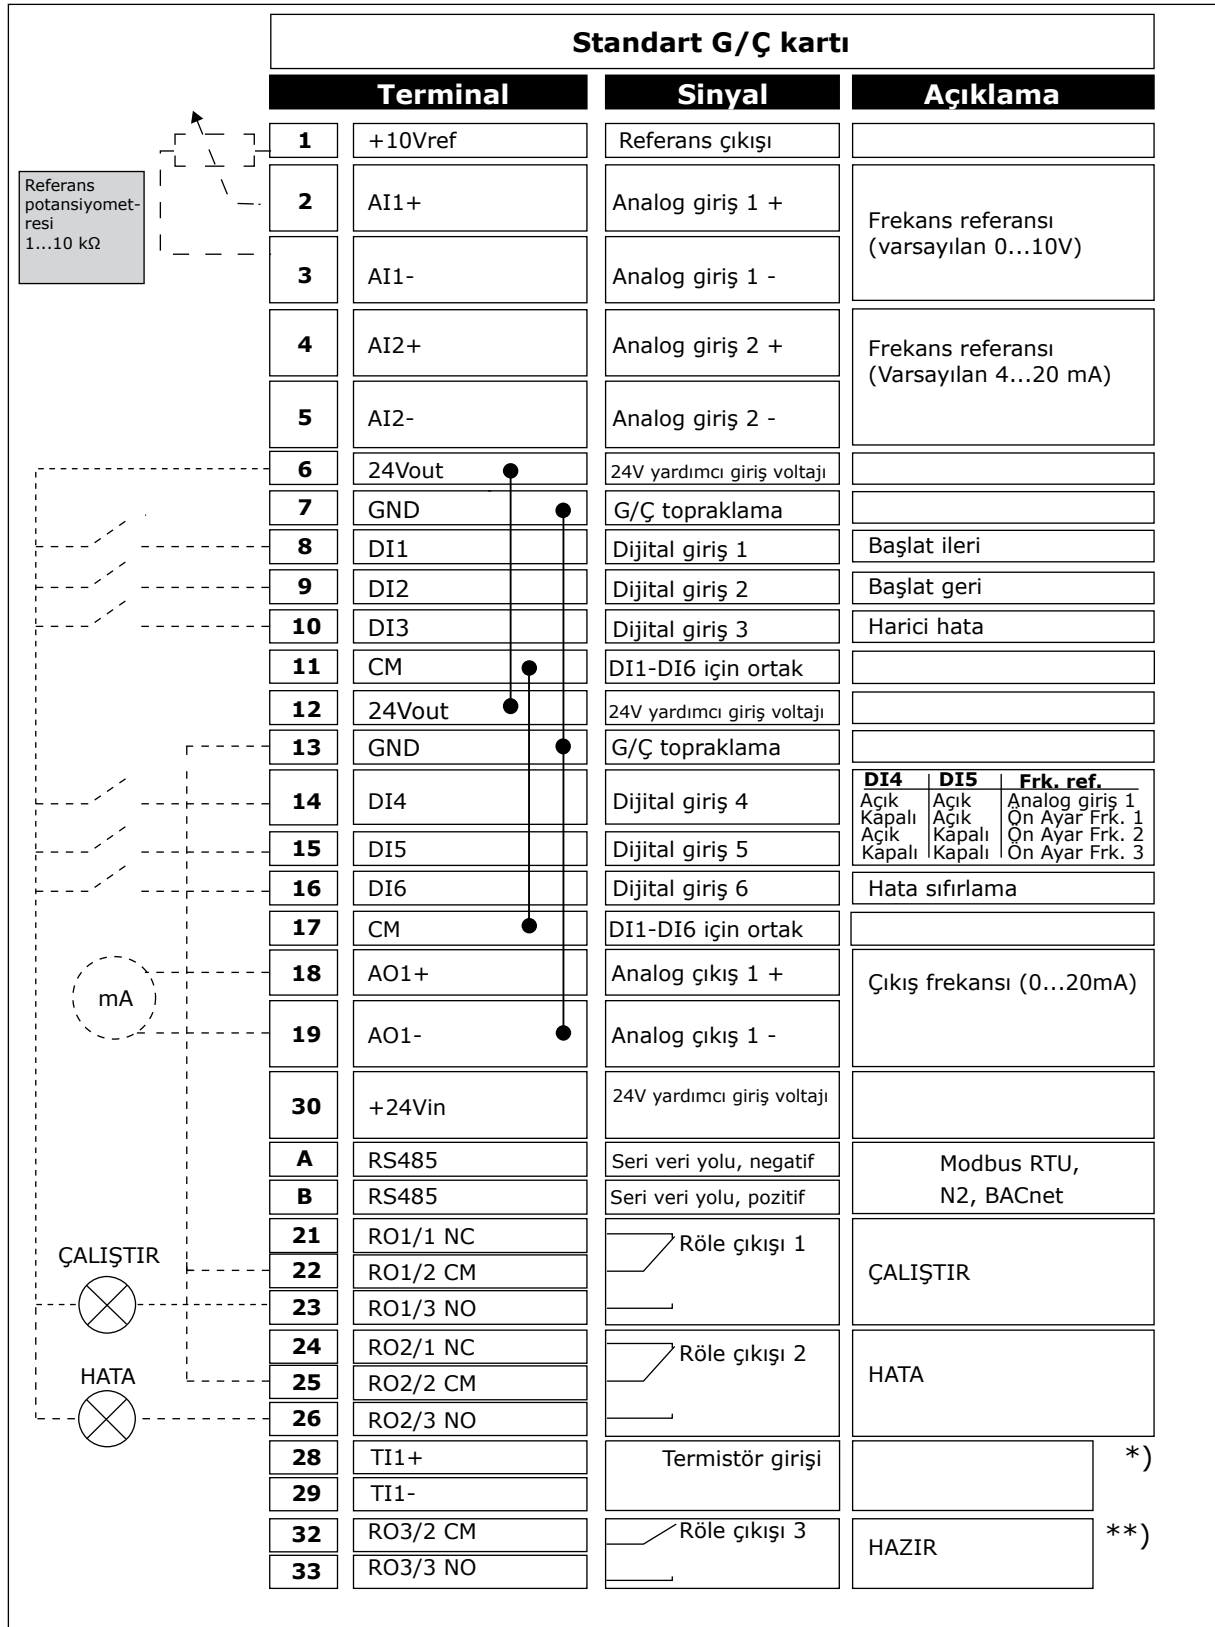 Standart G/Ç kartı
Terminal Sinyal Açıklama
Referans
potansiyomet-
resi
1...10 kΩ
1 +10Vref Referans çıkışı
2 AI1+ Analog giriş 1 +
Frekans referansı
(varsayılan 0...10V)
3 AI1- Analog giriş 1 -
4 AI2+ Analog giriş 2 +
Frekans referansı
(Varsayılan 4...20 mA)
5 AI2- Analog giriş 2 -
6 24Vout 24V yardımcı giriş voltajı
7 GND G/Ç topraklama
8 DI1 Dijital giriş 1 Başlat ileri
9 DI2 Dijital giriş 2 Başlat geri
10 DI3 Dijital giriş 3 Harici hata
11 CM DI1-DI6 için ortak
12 24Vout 24V yardımcı giriş voltajı
13 GND G/Ç topraklama
14 DI4 Dijital giriş 4
DI4 DI5 Frk. ref.
Açık Açık Analog giriş 1
Kapalı Açık Ön Ayar Frk. 1
Açik Kapalı Ön Ayar Frk. 2
Kapalı Kapalı Ön Ayar Frk. 3
15 DI5 Dijital giriş 5
16 DI6 Dijital giriş 6 Hata sıfırlama
17 CM DI1-DI6 için ortak
mA
18 AO1+ Analog çıkış 1 + Çıkış frekansı (0...20mA)
19 AO1- Analog çıkış 1 -
30 +24Vin 24V yardımcı giriş voltajı
A RS485 Seri veri yolu, negatif
Modbus RTU,
N2, BACnet
B RS485 Seri veri yolu, pozitif
21 RO1/1 NC Röle çıkışı 1
ÇALIŞTIR
22 RO1/2 CM ÇALIŞTIR
23 RO1/3 NO
24 RO2/1 NC Röle çıkışı 2
HATA
25 RO2/2 CM HATA
26 RO2/3 NO
28 TI1+ Termistör girişi *)
29 TI1-
32 RO3/2 CM Röle çıkışı 3 HAZIR **)
33 RO3/3 NO